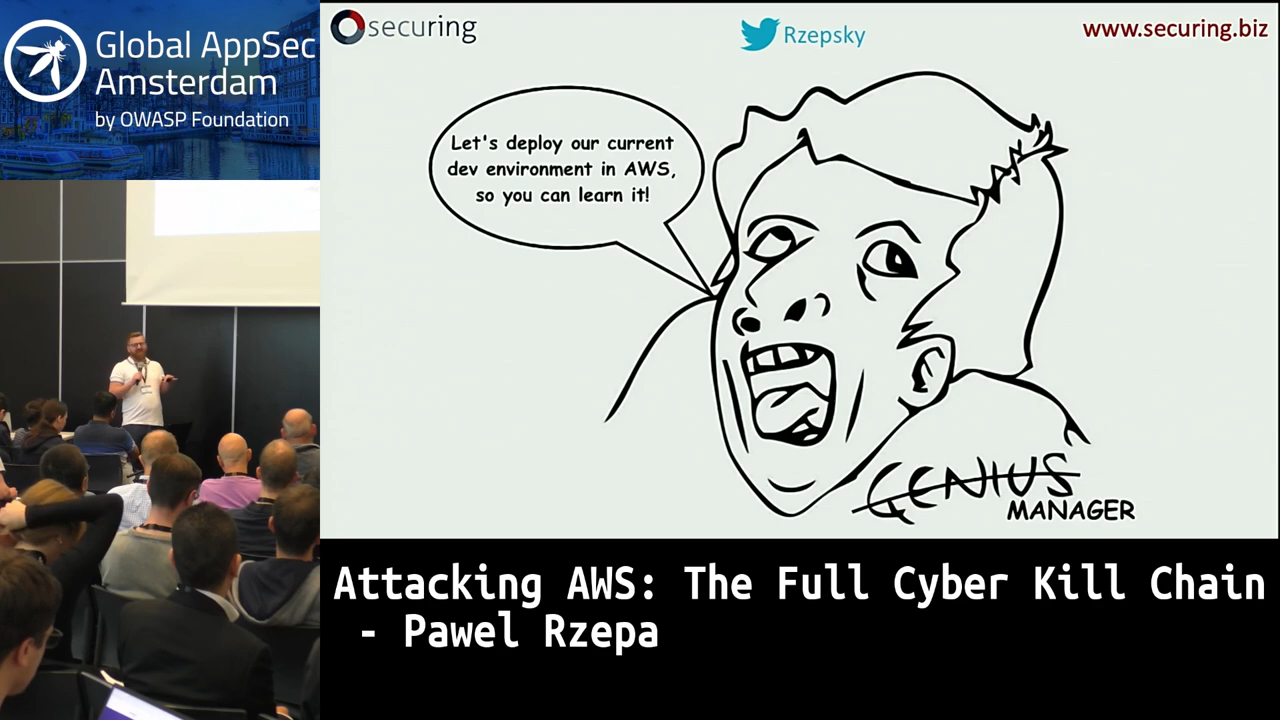 Global AppSec
Amsterdam
by OWASP Foundation
securing
Rzepsky
www.securing.biz
Let's deploy our current
dev environment in AWS,
so you can learn it!
GENIUS
MANAGER
Attacking AWS: The Full Cyber Kill Chain
- Pawel Rzepa